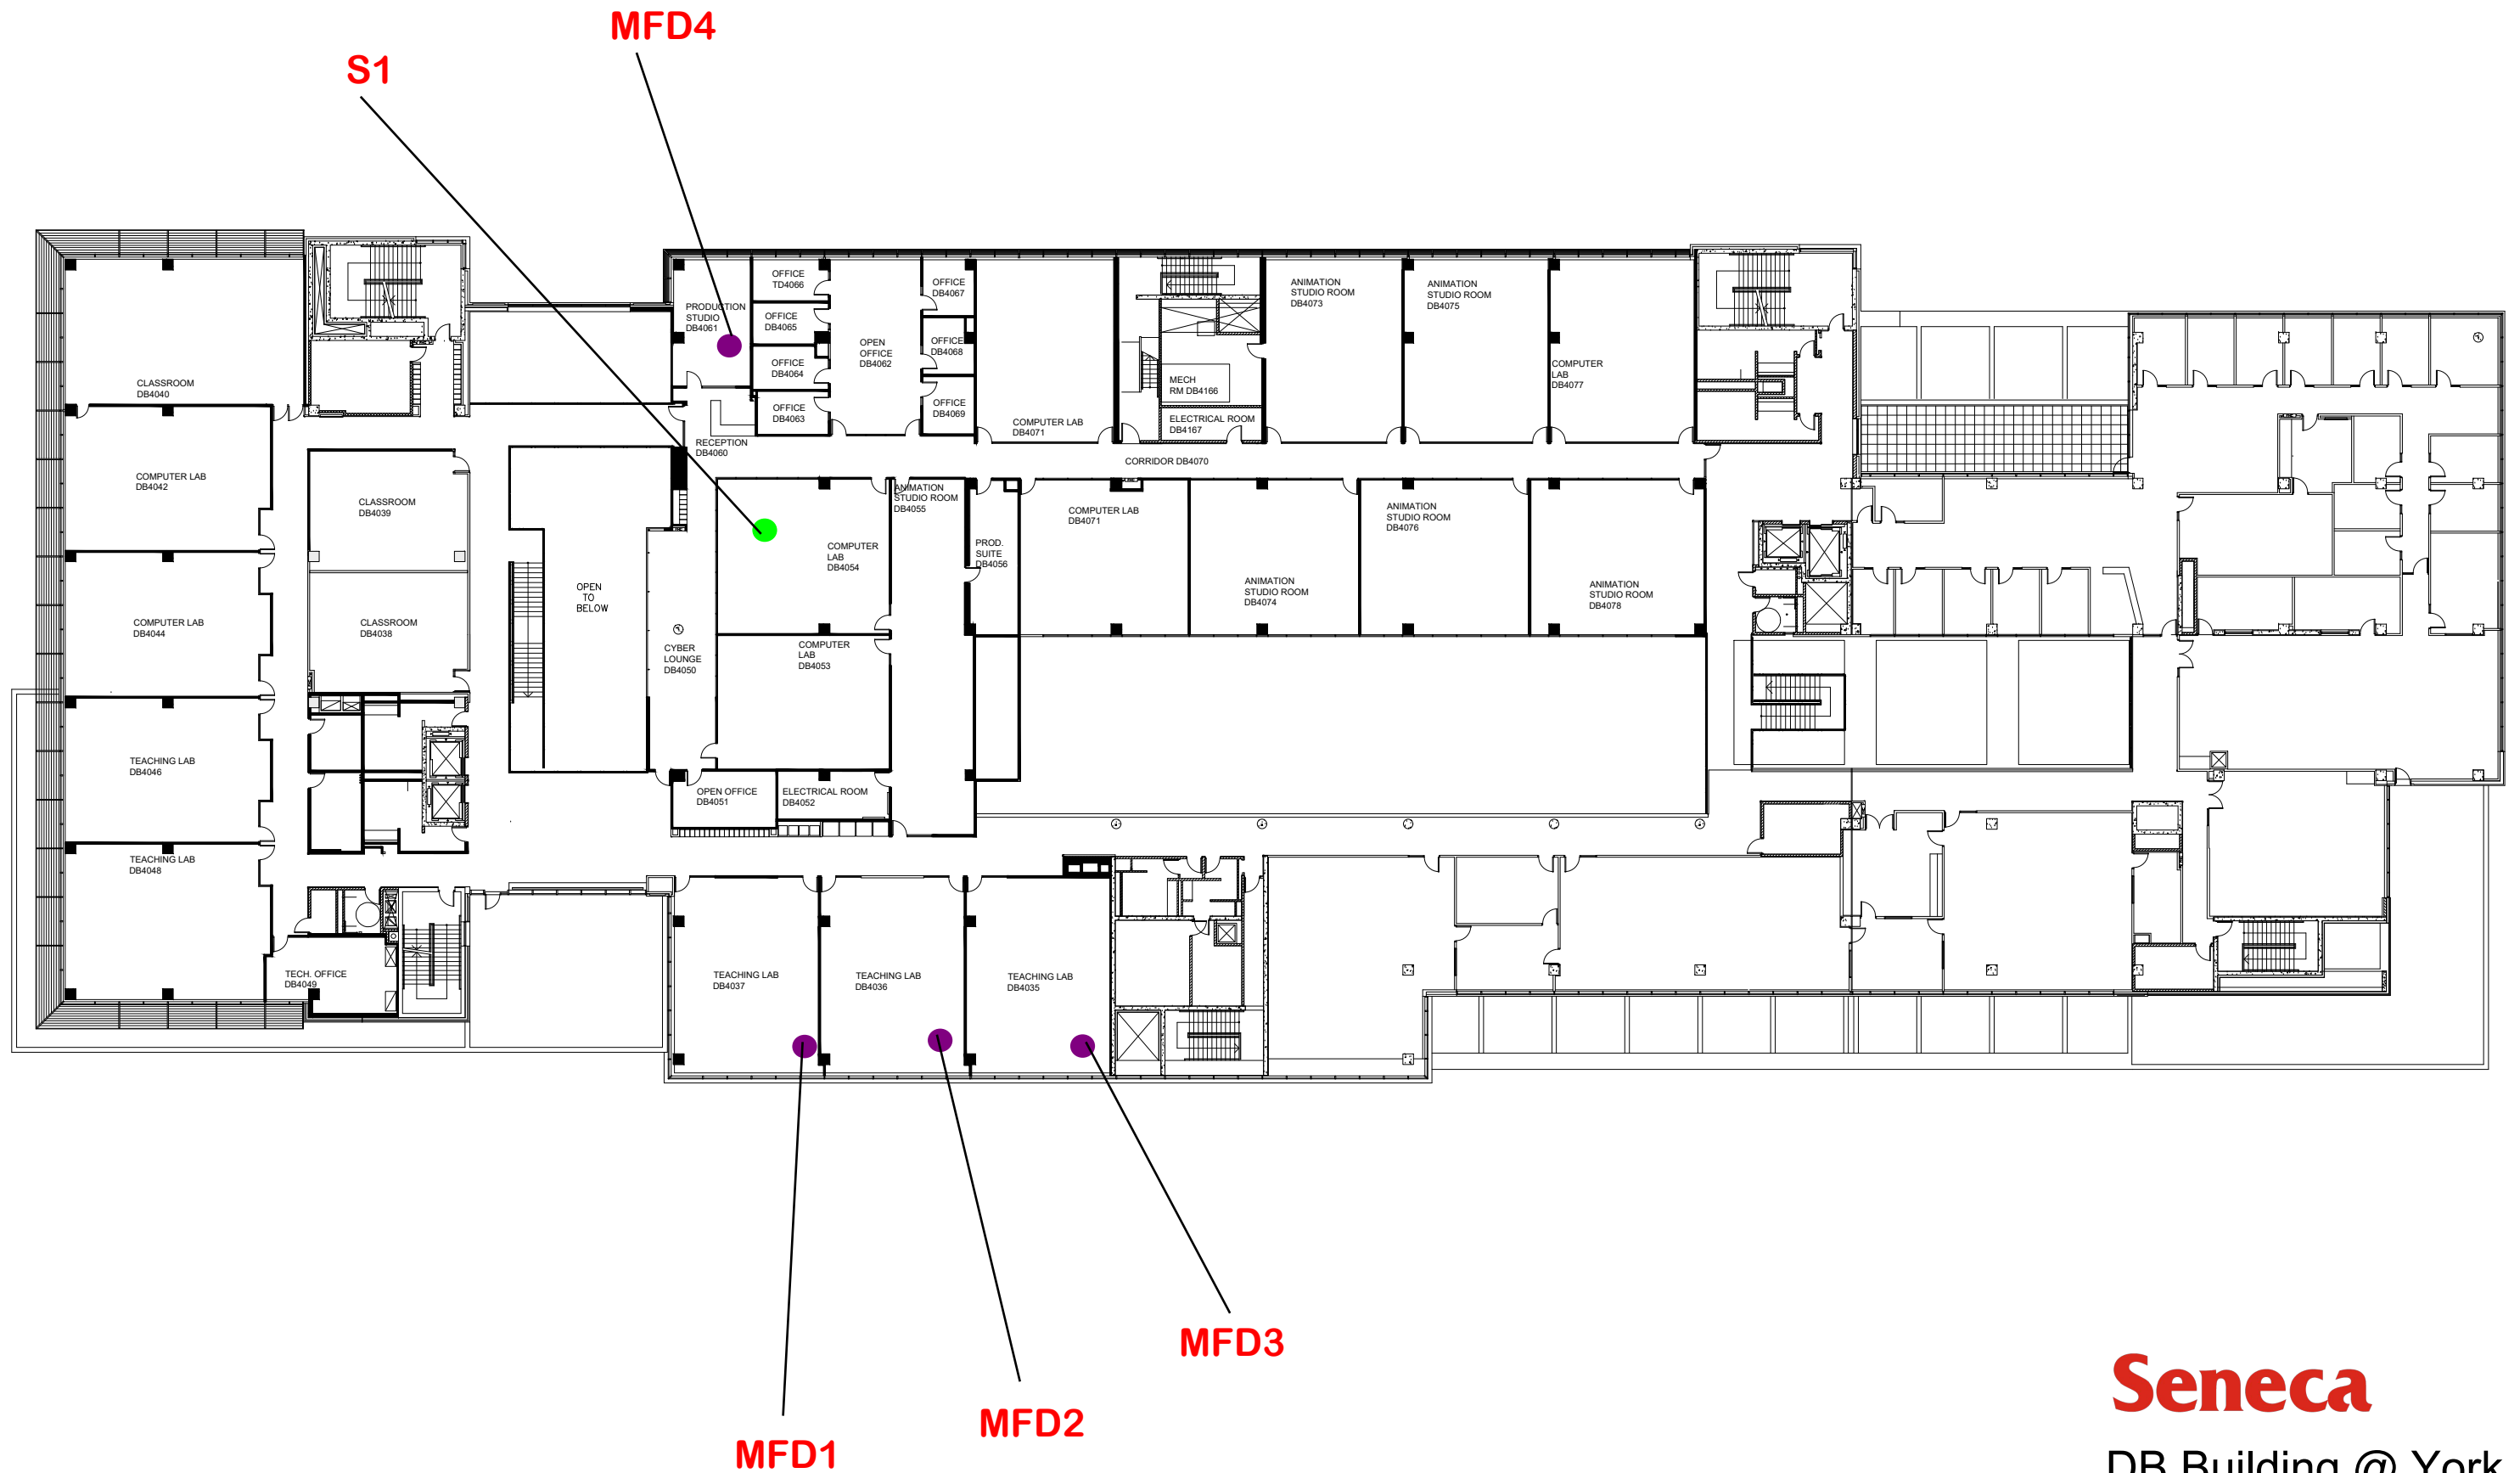 MFD4
S1
OFFICE
TD4066
OFFICE
DB4067
ANIMATION
STUDIO ROOM
DB4073
ANIMATION
STUDIO ROOM
DB4075
PRODUCTION
STUDIO
DB4061
OFFICE
DB4065
OPEN
OFFICE
DB4062
OFFICE
DB4068
OFFICE
DB4064
COMPUTER
LAB
DB4077
MECH
RM DB4166
CLASSROOM
DB4040
OFFICE
DB4063
OFFICE
DB4069
COMPUTER LAB
DB4071
ELECTRICAL ROOM
DB4167
RECEPTION
DB4060
CORRIDOR DB4070
COMPUTER LAB
DB4042
CLASSROOM
DB4039
ANIMATION
STUDIO ROOM
DB4055
COMPUTER LAB
DB4071
ANIMATION
STUDIO ROOM
DB4076
COMPUTER
LAB
DB4054
PROD.
SUITE
DB4056
OPEN
TO
BELOW
ANIMATION
STUDIO ROOM
DB4074
ANIMATION
STUDIO ROOM
DB4078
COMPUTER LAB
DB4044
CLASSROOM
DB4038
CYBER
LOUNGE
DB4050
COMPUTER
LAB
DB4053
TEACHING LAB
DB4046
OPEN OFFICE
DB4051
ELECTRICAL ROOM
DB4052
TEACHING LAB
DB4048
TECH. OFFICE
DB4049
TEACHING LAB
DB4037
TEACHING LAB
DB4036
TEACHING LAB
DB4035
MFD3
MFD2
MFD1
Seneca
DB Building @ York